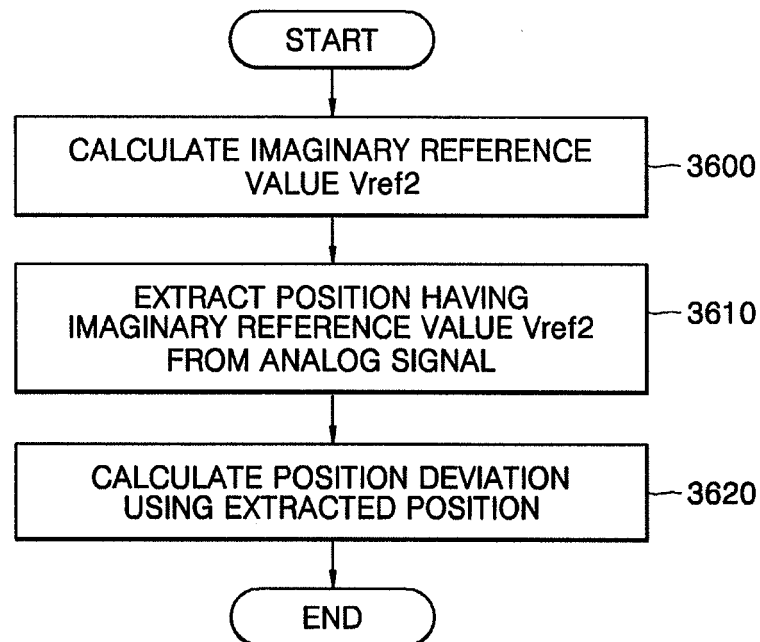 START
CALCULATE IMAGINARY REFERENCE
VALUE Vref2
3600
EXTRACT POSITION HAVING
IMAGINARY REFERENCE VALUE Vref2
FROM ANALOG SIGNAL
3610
CALCULATE POSITION DEVIATION
USING EXTRACTED POSITION
3620
END